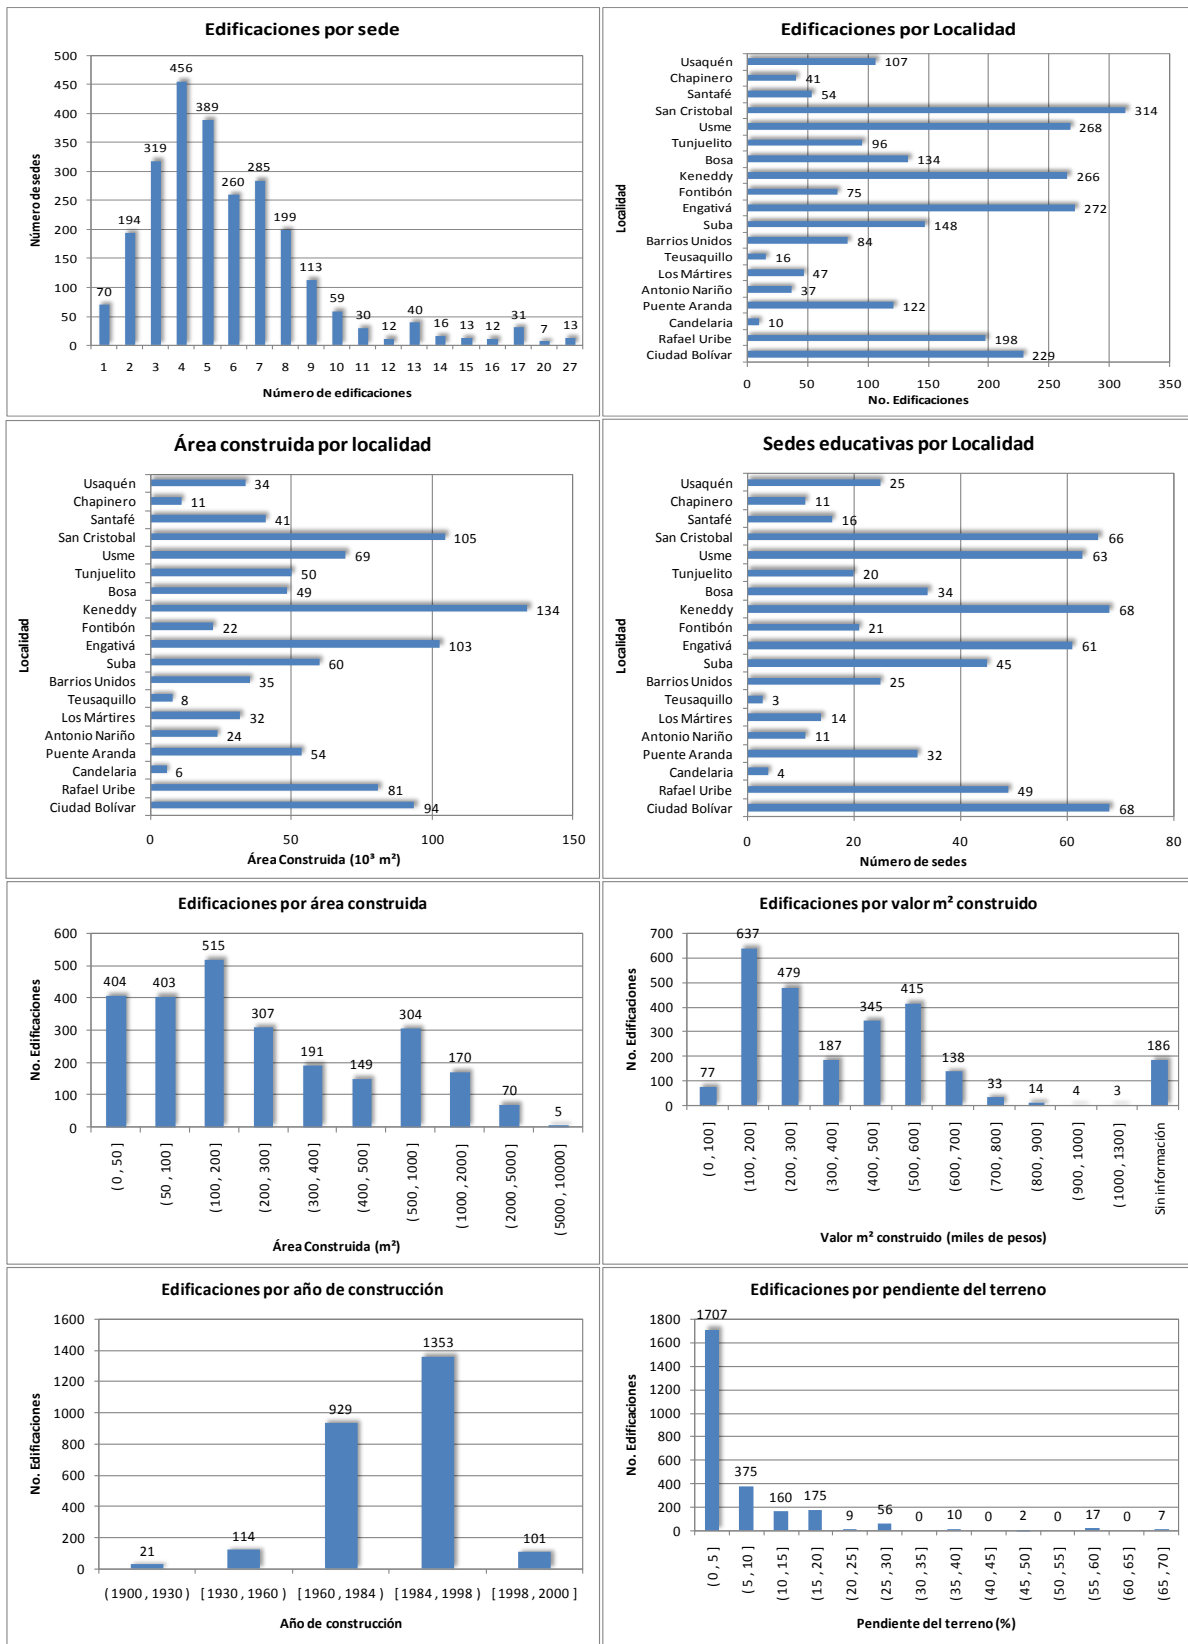 Edificaciones por sede
Número de sedes
500
450
400
350
300
250
200
150
100
50
0
70
194
319
456
389
260
285
199
113
59
30
12
40
16
13
12
31
7
13
1 2 3 4 5 6 7 8 9 10 11 12 13 14 15 16 17 20 27
Número de edificaciones
Edificaciones por Localidad
Localidad
Usaquén 107
Chapinero 41
Santafé 54
San Cristobal 314
Usme 268
Tunjuelito 96
Bosa 134
Keneddy 266
Fontibón 75
Engativá 272
Suba 148
Barrios Unidos 84
Teusaquillo 16
Los Mártires 47
Antonio Nariño 37
Puente Aranda 122
Candelaria 10
Rafael Uribe 198
Ciudad Bolívar 229
0 50 100 150 200 250 300 350
No. Edificaciones
Área construida por localidad
Localidad
Usaquén 34
Chapinero 11
Santafé 41
San Cristobal 105
Usme 69
Tunjuelito 50
Bosa 49
Keneddy 134
Fontibón 22
Engativá 103
Suba 60
Barrios Unidos 35
Teusaquillo 8
Los Mártires 32
Antonio Nariño 24
Puente Aranda 54
Candelaria 6
Rafael Uribe 81
Ciudad Bolívar 94
0 50 100 150
Área Construida (10³ m²)
Sedes educativas por Localidad
Localidad
Usaquén 25
Chapinero 11
Santafé 16
San Cristobal 66
Usme 63
Tunjuelito 20
Bosa 34
Keneddy 68
Fontibón 21
Engativá 61
Suba 45
Barrios Unidos 25
Teusaquillo 3
Los Mártires 14
Antonio Nariño 11
Puente Aranda 32
Candelaria 4
Rafael Uribe 49
Ciudad Bolívar 68
0 20 40 60 80
Número de sedes
Edificaciones por área construida
No. Edificaciones
600
500
400
300
200
100
0
404
403
515
307
191
149
304
170
70
5
( 0 , 50 ]
( 50 , 100 ]
( 100 , 200 ]
( 200 , 300 ]
( 300 , 400 ]
( 400 , 500 ]
( 500 , 1000 ]
( 1000 , 2000 ]
( 2000 , 5000 ]
( 5000 , 10000 ]
Área Construida (m²)
Edificaciones por valor m² construido
No. Edificaciones
700
600
500
400
300
200
100
0
77
637
479
187
345
415
138
33
14
4
3
186
( 0 , 100 ]
( 100 , 200 ]
( 200 , 300 ]
( 300 , 400 ]
( 400 , 500 ]
( 500 , 600 ]
( 600 , 700 ]
( 700 , 800 ]
( 800 , 900 ]
( 900 , 1000 ]
( 1000 , 1300 ]
Sin información
Valor m² construido (miles de pesos)
Edificaciones por año de construcción
No. Edificaciones
1600
1400
1200
1000
800
600
400
200
0
21
114
929
1353
101
( 1900 , 1930 ) [ 1930 , 1960 ) [ 1960 , 1984 ) [ 1984 , 1998 ) [ 1998 , 2000 ]
Año de construcción
Edificaciones por pendiente del terreno
No. Edificaciones
1800
1600
1400
1200
1000
800
600
400
200
0
1707
375
160
175
9
56
0
10
0
2
0
17
0
7
( 0 , 5 ]
( 5 , 10 ]
( 10 , 15 ]
( 15 , 20 ]
( 20 , 25 ]
( 25 , 30 ]
( 30 , 35 ]
( 35 , 40 ]
( 40 , 45 ]
( 45 , 50 ]
( 50 , 55 ]
( 55 , 60 ]
( 60 , 65 ]
( 65 , 70 ]
Pendiente del terreno (%)